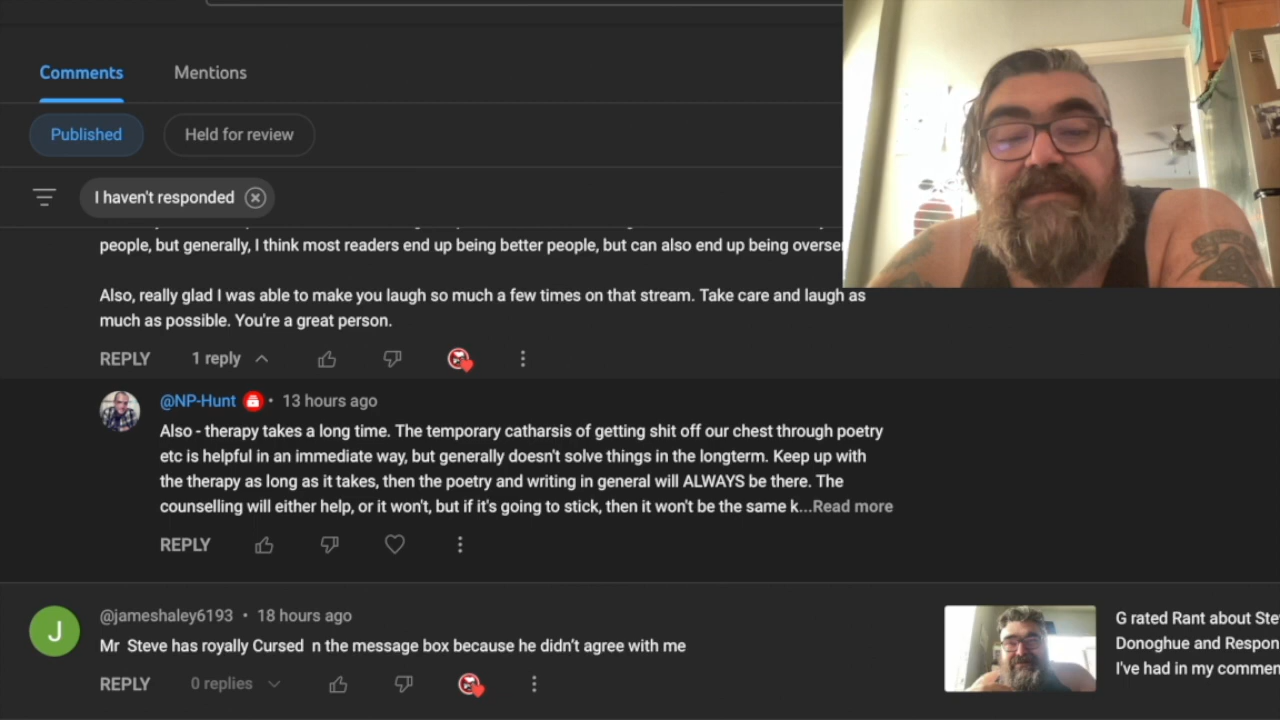 Comments
Mentions
Published
Held for review
I haven't responded
people, but generally, I think most readers end up being better people, but can also end up being
Also, really glad I was able to make you laugh so much a few times on that stream. Take care and laugh as
much as possible. You're a great person.
REPLY 1 reply
@NP-Hunt • 13 hours ago
Also - therapy takes a long time. The temporary catharsis of getting shit off our chest through poetry
etc is helpful in an immediate way, but generally doesn't solve things in the longterm. Keep up with
the therapy as long as it takes, then the poetry and writing in general will ALWAYS be there. The
counselling will either help, or it won't, but if it's going to stick, then it won't be the same k...Read more
REPLY
J
@jameshaley6193 • 18 hours ago
Mr Steve has royally Cursed n the message box because he didn't agree with me
REPLY 0 replies
G rated Rant about Ste
Donoghue and Respon
I've had in my commen